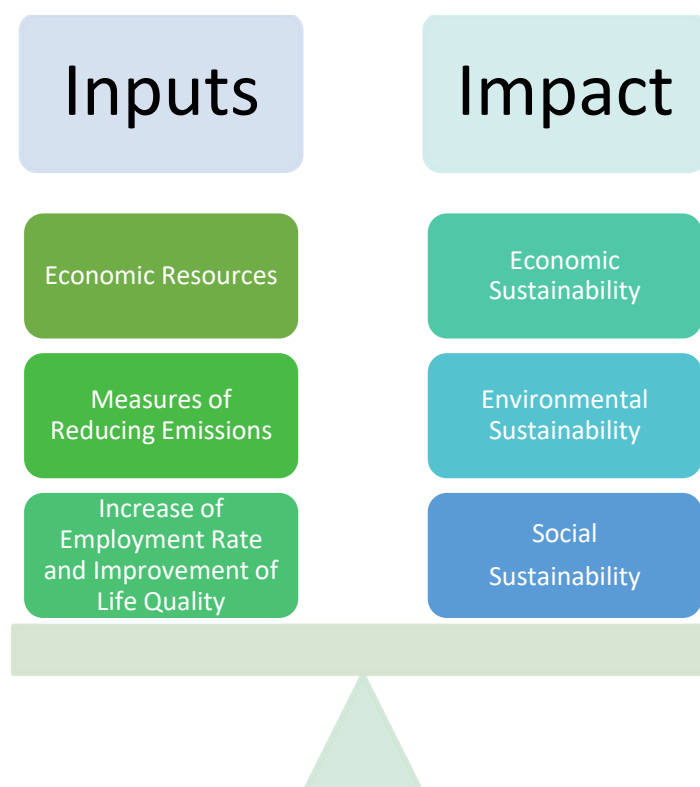 Inputs
Impact
Economic Resources
Economic
Sustainability
Measures of
Reducing Emissions
Environmental
Sustainability
Increase of
Employment Rate
and Improvement of
Life Quality
Social
Sustainability